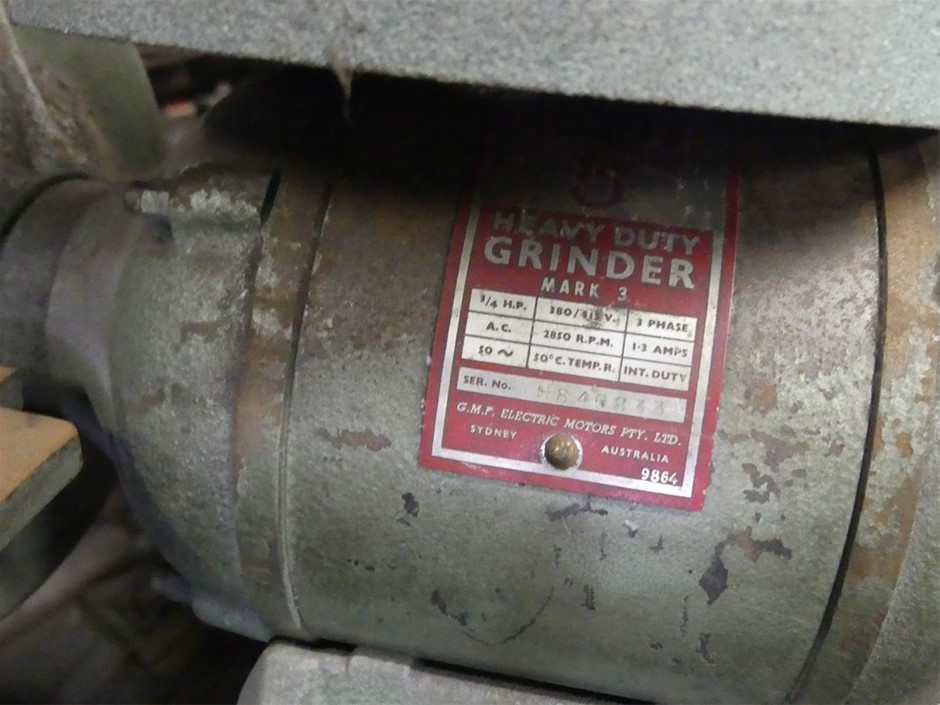 HEAVY DUTY
GRINDER
MARK 3
3/4 H.P. 380/415 V. 3 PHASE
A.C. 2850 R.P.M. 1·3 AMPS
50 ~ 50°C. TEMP. R. INT. DUTY
SER. No.
G.M.F. ELECTRIC MOTORS PTY. LTD.
SYDNEY AUSTRALIA
9864